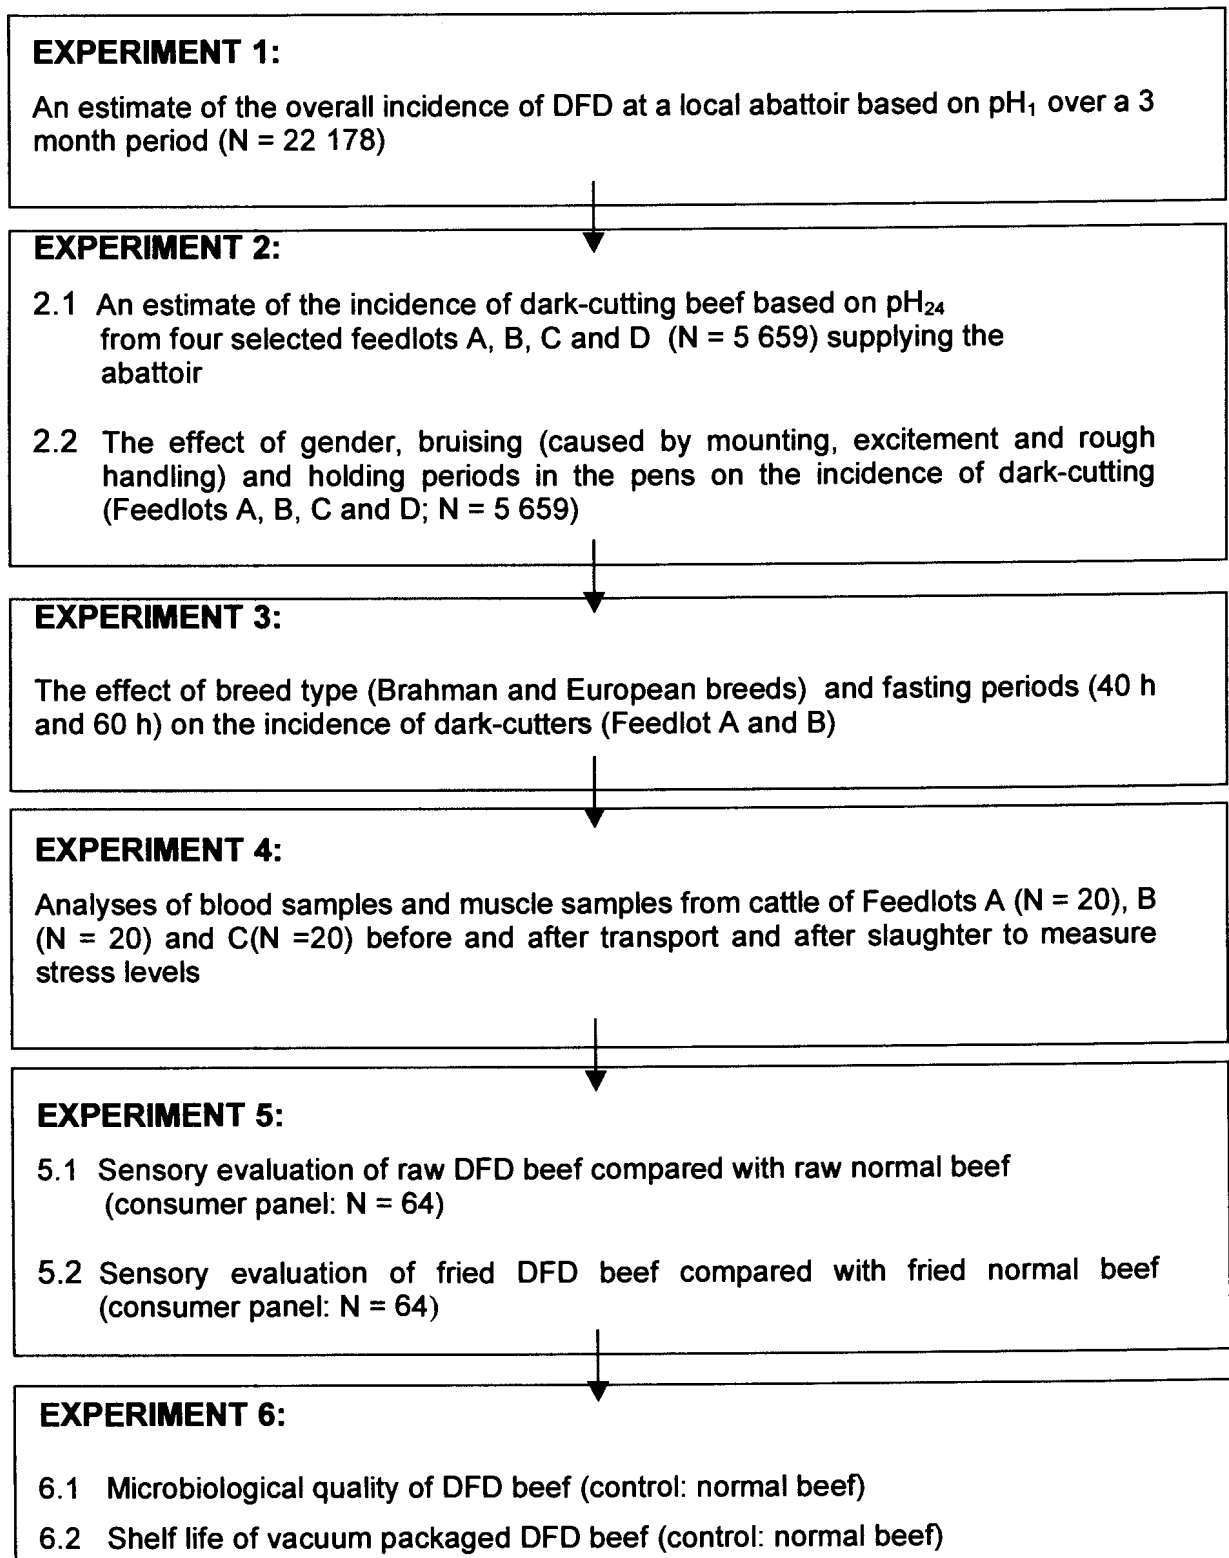 EXPERIMENT 1:
An estimate of the overall incidence of DFD at a local abattoir based on pH₁ over a 3
month period (N = 22 178)
EXPERIMENT 2:
2.1 An estimate of the incidence of dark-cutting beef based on pH₂₄
from four selected feedlots A, B, C and D (N = 5 659) supplying the
abattoir
2.2 The effect of gender, bruising (caused by mounting, excitement and rough
handling) and holding periods in the pens on the incidence of dark-cutting
(Feedlots A, B, C and D; N = 5 659)
EXPERIMENT 3:
The effect of breed type (Brahman and European breeds) and fasting periods (40 h
and 60 h) on the incidence of dark-cutters (Feedlot A and B)
EXPERIMENT 4:
Analyses of blood samples and muscle samples from cattle of Feedlots A (N = 20), B
(N = 20) and C(N =20) before and after transport and after slaughter to measure
stress levels
EXPERIMENT 5:
5.1 Sensory evaluation of raw DFD beef compared with raw normal beef
(consumer panel: N = 64)
5.2 Sensory evaluation of fried DFD beef compared with fried normal beef
(consumer panel: N = 64)
EXPERIMENT 6:
6.1 Microbiological quality of DFD beef (control: normal beef)
6.2 Shelf life of vacuum packaged DFD beef (control: normal beef)